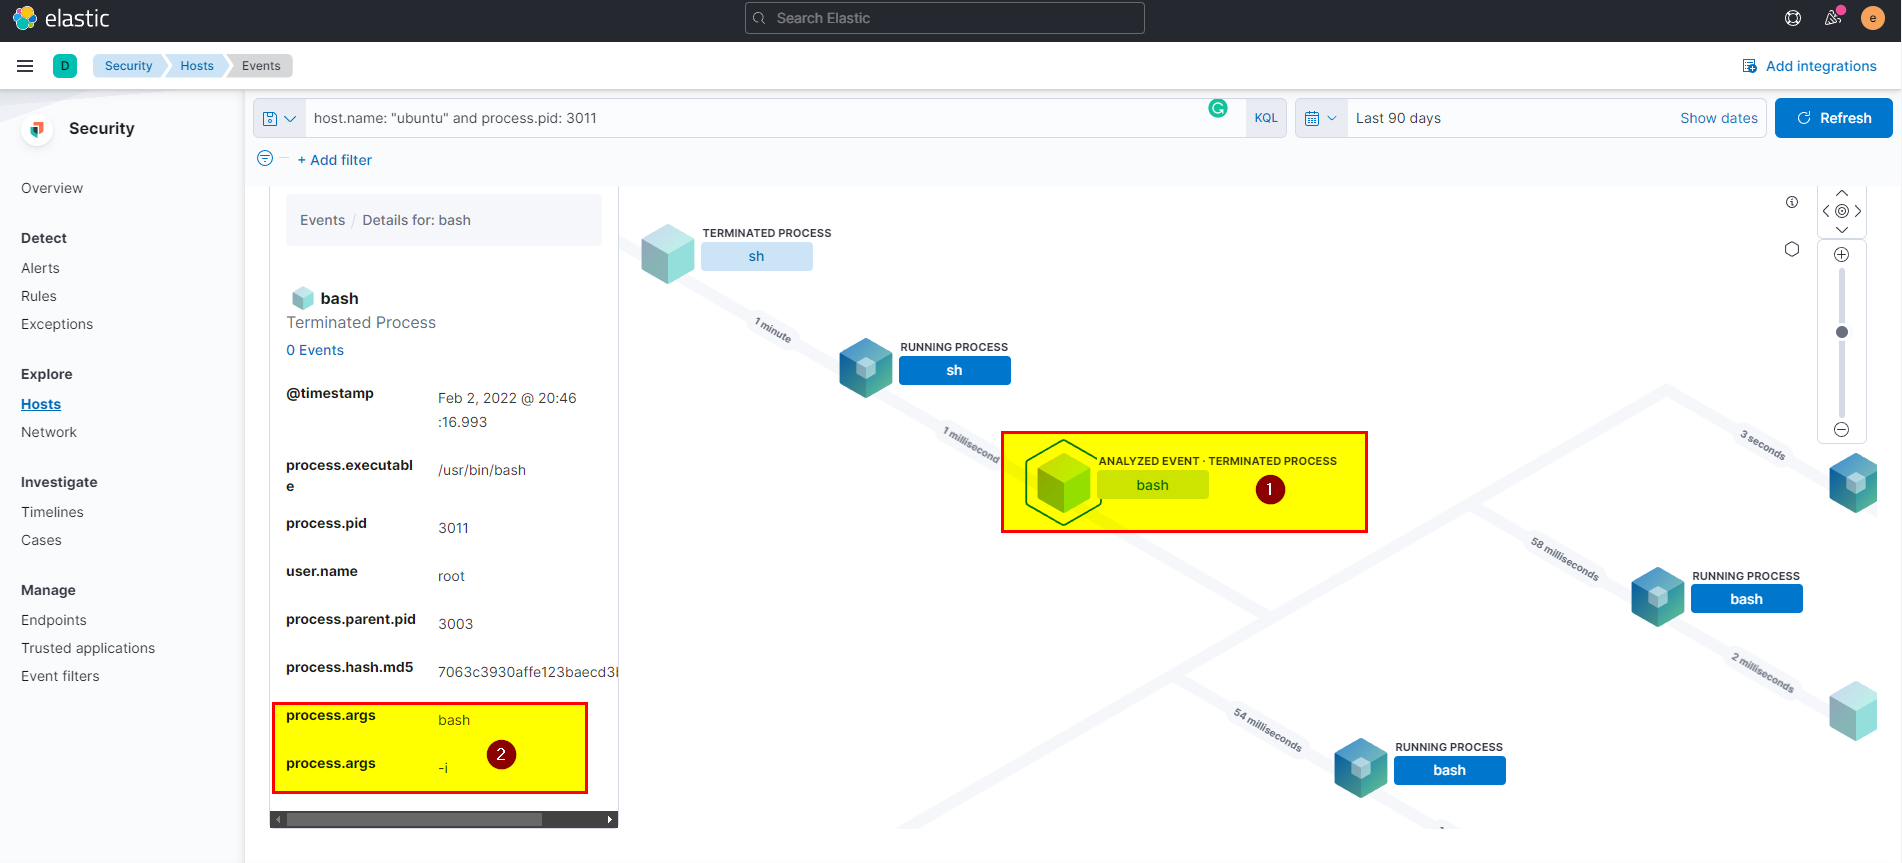 elastic
Search Elastic
e
D
Security
Hosts
Events
Add integrations
Security
Overview
Detect
Alerts
Rules
Exceptions
Explore
Hosts
Network
Investigate
Timelines
Cases
Manage
Endpoints
Trusted applications
Event filters
host.name: "ubuntu" and process.pid: 3011
KQL
Last 90 days
Show dates
Refresh
+ Add filter
Events / Details for: bash
bash
Terminated Process
0 Events
@timestamp
Feb 2, 2022 @ 20:46
:16.993
process.executabl
e
/usr/bin/bash
process.pid
3011
user.name
root
process.parent.pid
3003
process.hash.md5
7063c3930affe123baecd3b
process.args
bash
2
process.args
-i
TERMINATED PROCESS
sh
1 minute
RUNNING PROCESS
sh
1 millisecond
ANALYZED EVENT · TERMINATED PROCESS
bash
1
3 seconds
58 milliseconds
RUNNING PROCESS
bash
2 milliseconds
54 milliseconds
RUNNING PROCESS
bash